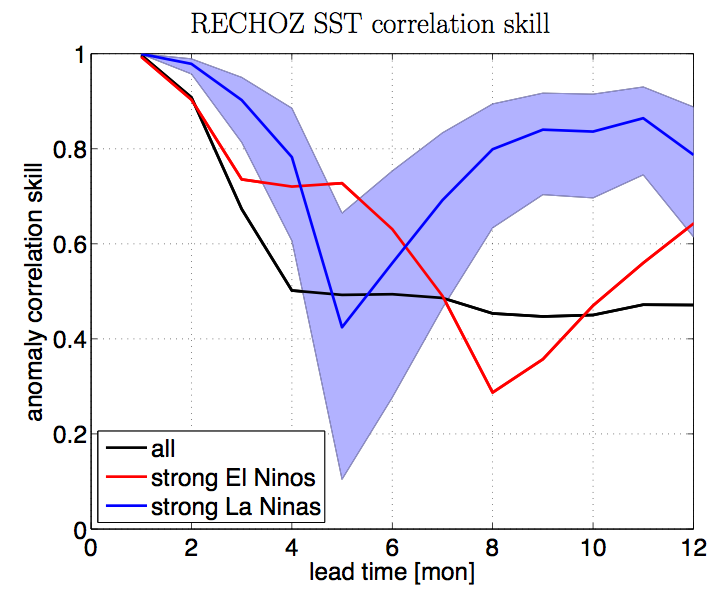 RECHOZ SST correlation skill
anomaly correlation skill
1
0.8
0.6
0.4
0.2
0
all
strong El Ninos
strong La Ninas
0 2 4 6 8 10 12
lead time [mon]